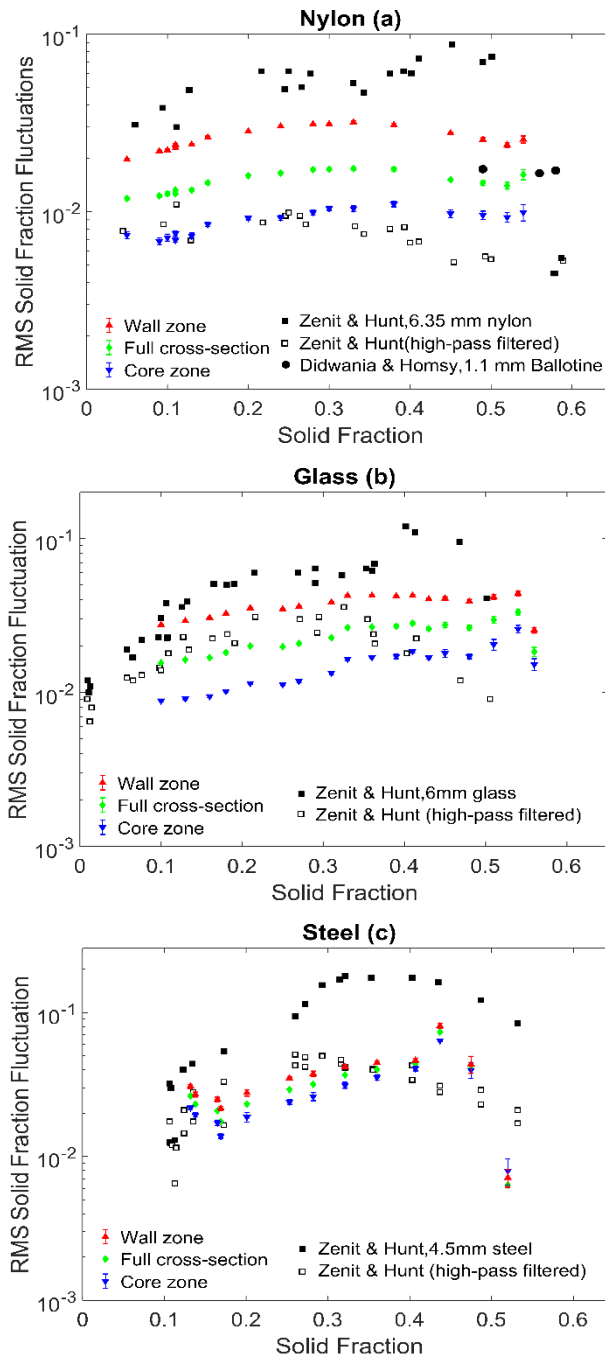 Nylon (a)
RMS Solid Fraction Fluctuations
10-1
10-2
10-3
Wall zone
Full cross-section
Core zone
Zenit & Hunt,6.35 mm nylon
Zenit & Hunt(high-pass filtered)
Didwania & Homsy,1.1 mm Ballotine
0 0.1 0.2 0.3 0.4 0.5 0.6
Solid Fraction
Glass (b)
RMS Solid Fraction Fluctuation
10-1
10-2
10-3
Wall zone
Full cross-section
Core zone
Zenit & Hunt,6mm glass
Zenit & Hunt (high-pass filtered)
0 0.1 0.2 0.3 0.4 0.5 0.6
Solid Fraction
Steel (c)
RMS Solid Fraction Fluctuation
10-1
10-2
10-3
Wall zone
Full cross-section
Core zone
Zenit & Hunt,4.5mm steel
Zenit & Hunt (high-pass filtered)
0 0.1 0.2 0.3 0.4 0.5 0.6
Solid Fraction